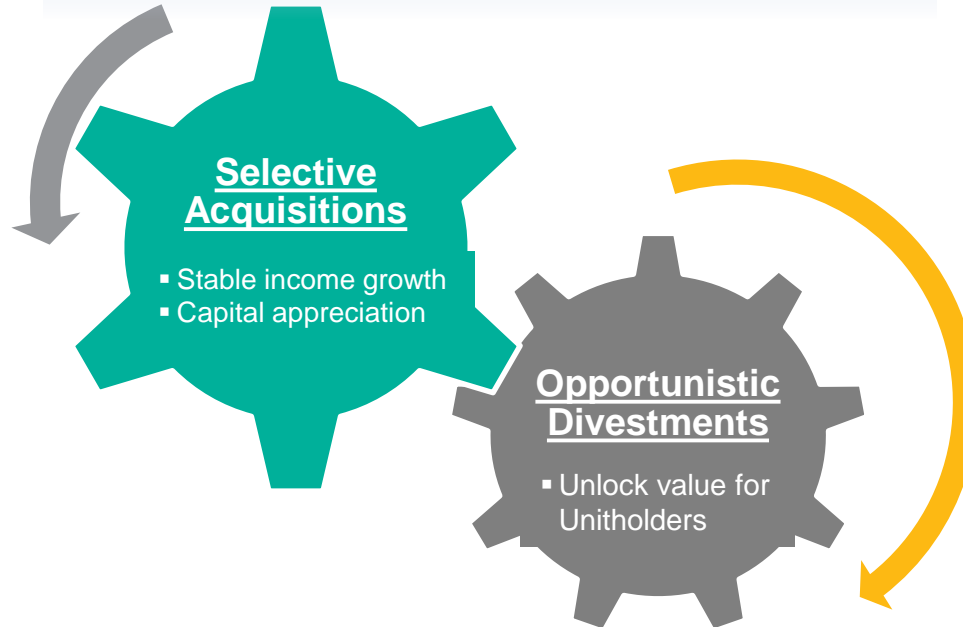 Selective
Acquisitions
▪ Stable income growth
▪ Capital appreciation
Opportunistic
Divestments
▪ Unlock value for
Unitholders